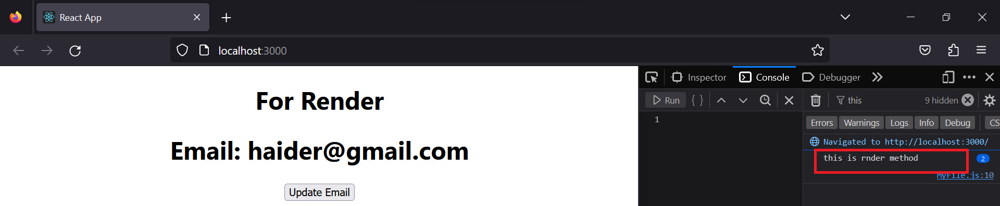 React App
localhost:3000
Inspector Console Debugger
Run { } this 9 hidden
For Render
1
Errors Warnings Logs Info Debug CS
Navigated to http://localhost:3000/
Email: haider@gmail.com
this is rnder method 2
MyFile.js:10
Update Email